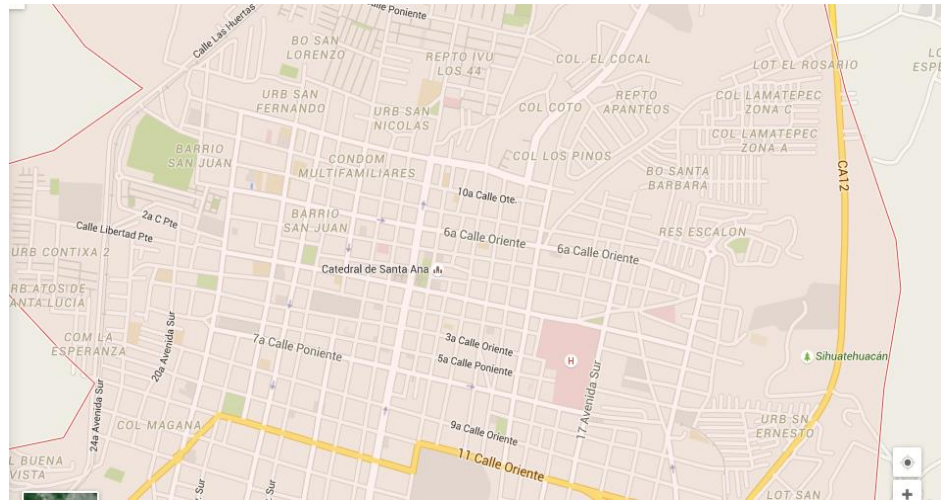 Calle Poniente
Calle Las Huertas
BO SAN
LORENZO
REPTO IVU
LOS 44
COL. EL COCAL
LOT EL ROSARIO
URB SAN
FERNANDO
URB SAN
NICOLAS
COL COTO
REPTO
APANTEOS
COL LAMATEPEC
ZONA C
COL LAMATEPEC
ZONA A
BARRIO
SAN JUAN
CONDOM
MULTIFAMILIARES
COL LOS PINOS
BO SANTA
BARBARA
CA12
10a Calle Ote.
2a C Pte
Calle Libertad Pte
BARRIO
SAN JUAN
6a Calle Oriente
6a Calle Oriente
RES ESCALON
URB CONTIXA 2
Catedral de Santa Ana
RB ATOS DE
ANTA LUCIA
COM LA
ESPERANZA
20a Avenida Sur
7a Calle Poniente
3a Calle Oriente
5a Calle Poniente
H
Sihuatehuacán
24a Avenida Sur
COL MAGANA
9a Calle Oriente
17 Avenida Sur
URB SN
ERNESTO
11 Calle Oriente
L BUENA
VISTA
Sur
Sur
LOT SAN
+